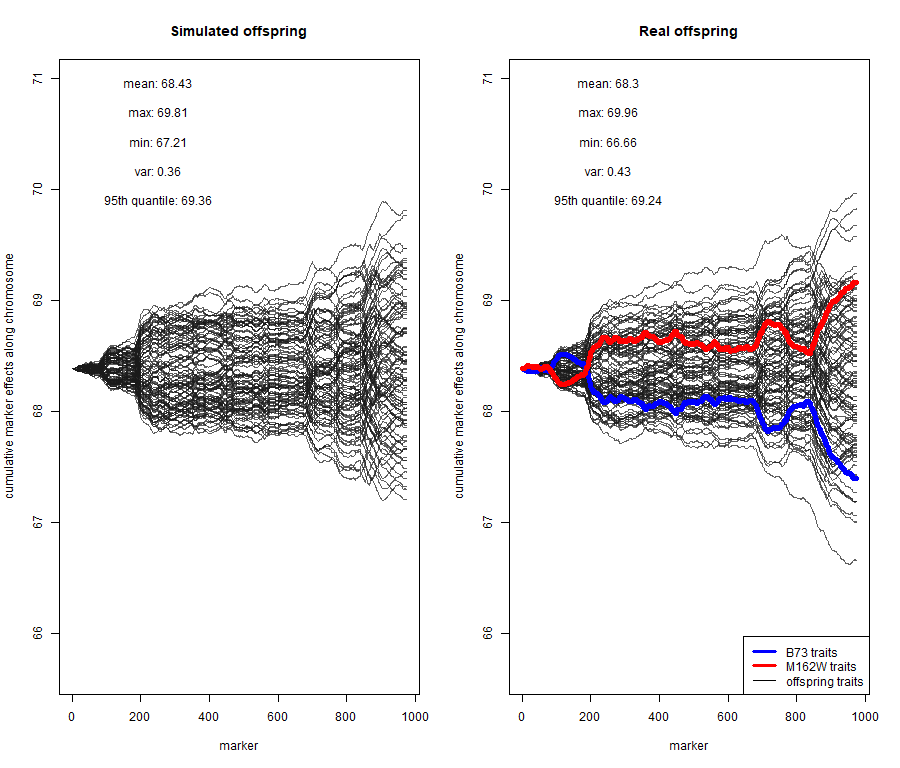 Simulated offspring
mean: 68.43
max: 69.81
min: 67.21
var: 0.36
95th quantile: 69.36
cumulative marker effects along chromosome
71
70
69
68
67
66
0 200 400 600 800 1000
marker
Real offspring
mean: 68.3
max: 69.96
min: 66.66
var: 0.43
95th quantile: 69.24
cumulative marker effects along chromosome
71
70
69
68
67
66
B73 traits
M162W traits
offspring traits
0 200 400 600 800 1000
marker